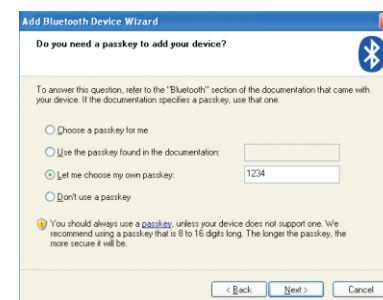 Add Bluetooth Device Wizard
Do you need a passkey to add your device?
To answer this question, refer to the "Bluetooth" section of the documentation that came with
your device. If the documentation specifies a passkey, use that one.
Choose a passkey for me
Use the passkey found in the documentation:
Let me choose my own passkey: 1234
Don't use a passkey
You should always use a passkey, unless your device does not support one. We
recommend using a passkey that is 8 to 16 digits long. The longer the passkey, the
more secure it will be.
< Back Next > Cancel